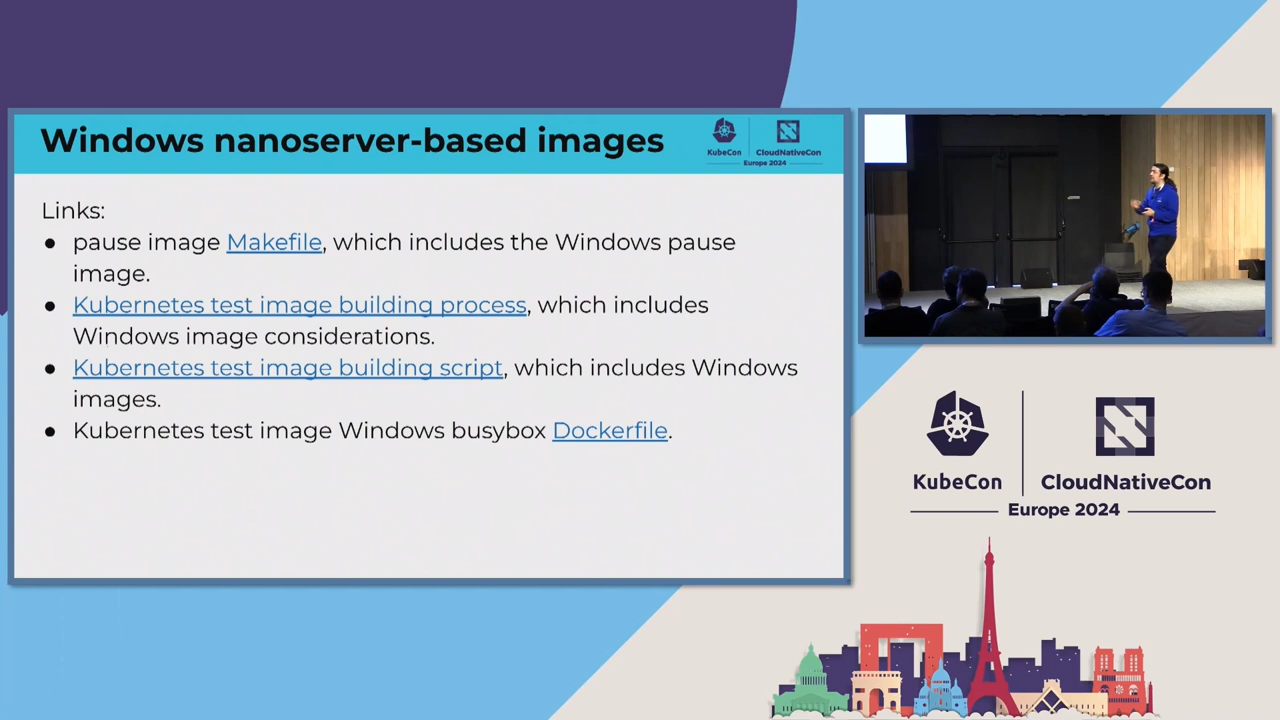 Windows nanoserver-based images
KubeCon
CloudNativeCon
Europe 2024
Links:
● pause image Makefile, which includes the Windows pause
image.
● Kubernetes test image building process, which includes
Windows image considerations.
● Kubernetes test image building script, which includes Windows
images.
● Kubernetes test image Windows busybox Dockerfile.
KubeCon
CloudNativeCon
Europe 2024